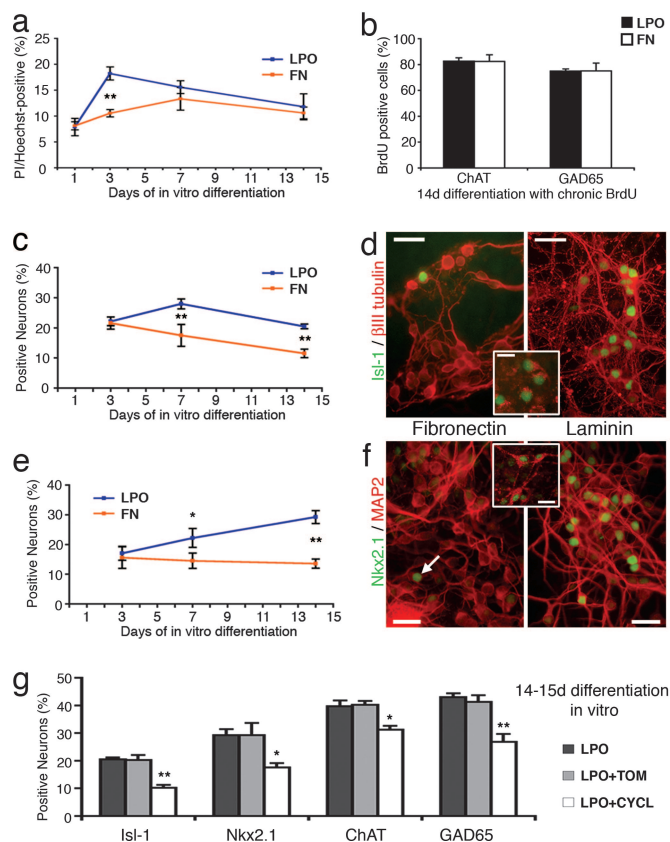 a
PI/Hoechst-positive (%)
25
20
15
10
5
0
LPO
FN
**
1 3 5 7 9 11 13 15
Days of in vitro differentiation
b
BrdU positive cells (%)
100
80
60
40
20
0
LPO
FN
ChAT GAD65
14d differentiation with chronic BrdU
c
Positive Neurons (%)
40
30
20
10
0
LPO
FN
**
**
1 3 5 7 9 11 13 15
Days of in vitro differentiation
d
Isl-1 / βIII tubulin
Fibronectin Laminin
e
Positive Neurons (%)
40
30
20
10
0
LPO
FN
*
**
1 3 5 7 9 11 13 15
Days of in vitro differentiation
f
Nkx2.1 / MAP2
g
Positive Neurons (%)
50
40
30
20
10
0
**
*
*
**
Isl-1 Nkx2.1 ChAT GAD65
14-15d differentiation
in vitro
LPO
LPO+TOM
LPO+CYCL